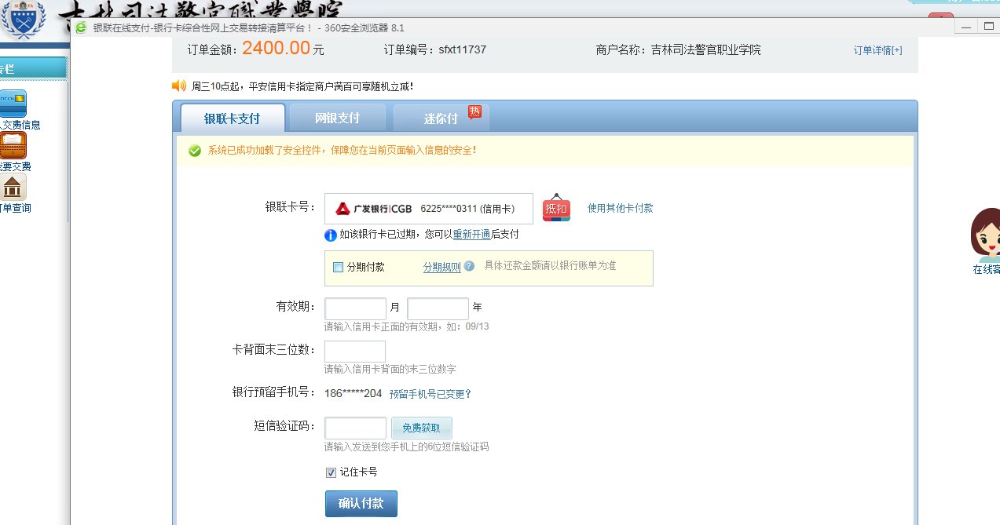 吉林司法警官職業學院
银联在线支付-银行卡综合性网上交易转接清算平台！ - 360安全浏览器 8.1
订单金额：2400.00元 订单编号：sfxt11737 商户名称：吉林司法警官职业学院 订单详情[+]
专栏
周三10点起，平安信用卡指定商户满百可享随机立减！
银联卡支付 网银支付 迷你付 热
人交费信息
系统已成功加载了安全控件，保障您在当前页面输入信息的安全！
我要交费
订单查询
银联卡号： 广发银行|CGB 6225****0311 (信用卡) 抵扣 使用其他卡付款
如该银行卡已过期，您可以重新开通后支付
分期付款 分期规则 ? 具体还款金额请以银行账单为准
在线客
有效期： 月 年
请输入信用卡正面的有效期，如：09/13
卡背面末三位数：
请输入信用卡背面的末三位数字
银行预留手机号： 186*****204 预留手机号已变更？
短信验证码： 免费获取
请输入发送到您手机上的6位短信验证码
记住卡号
确认付款